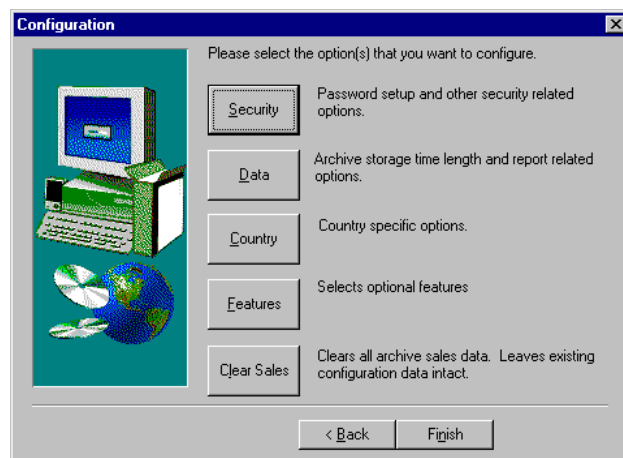 Configuration
Please select the option(s) that you want to configure.
Security
Password setup and other security related
options.
Data
Archive storage time length and report related
options.
Country
Country specific options.
Features
Selects optional features
Clear Sales
Clears all archive sales data. Leaves existing
configuration data intact.
< Back
Finish